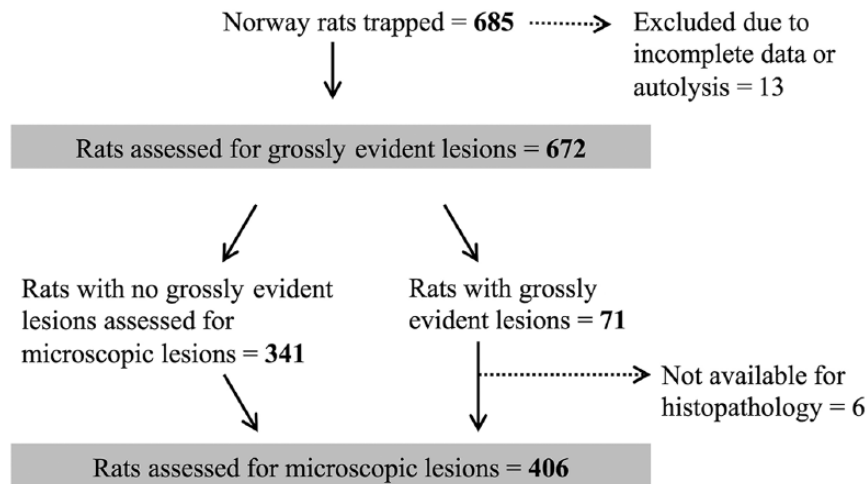 Norway rats trapped = 685
Excluded due to
incomplete data or
autolysis = 13
Rats assessed for grossly evident lesions = 672
Rats with no grossly evident
lesions assessed for
microscopic lesions = 341
Rats with grossly
evident lesions = 71
Not available for
histopathology = 6
Rats assessed for microscopic lesions = 406